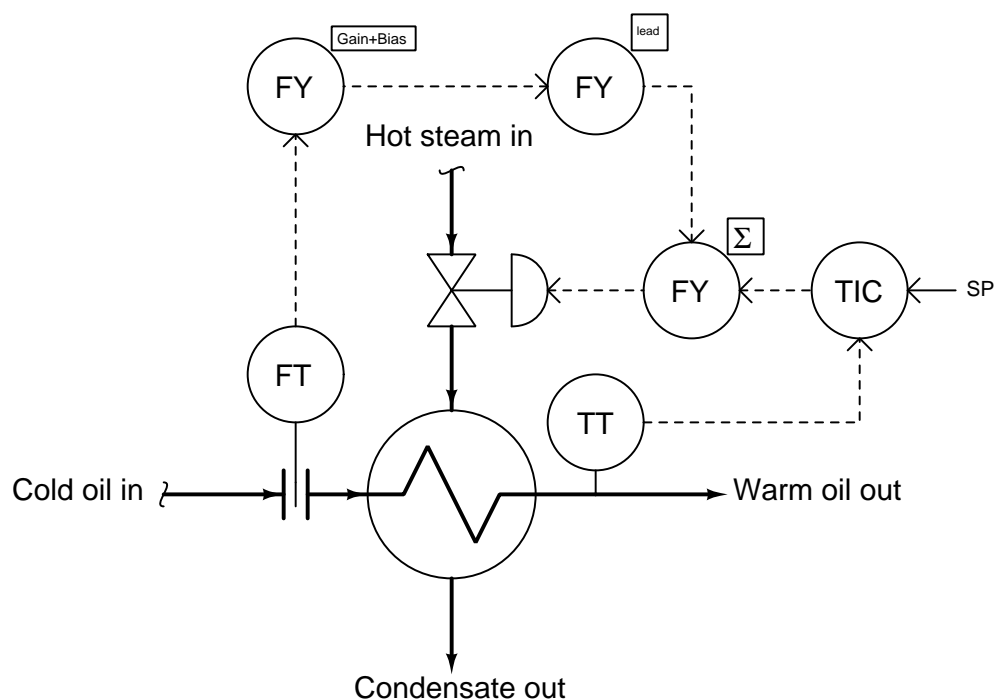 Gain+Bias
lead
FY
FY
Hot steam in
Σ
FY
TIC
SP
FT
TT
Cold oil in
Warm oil out
Condensate out